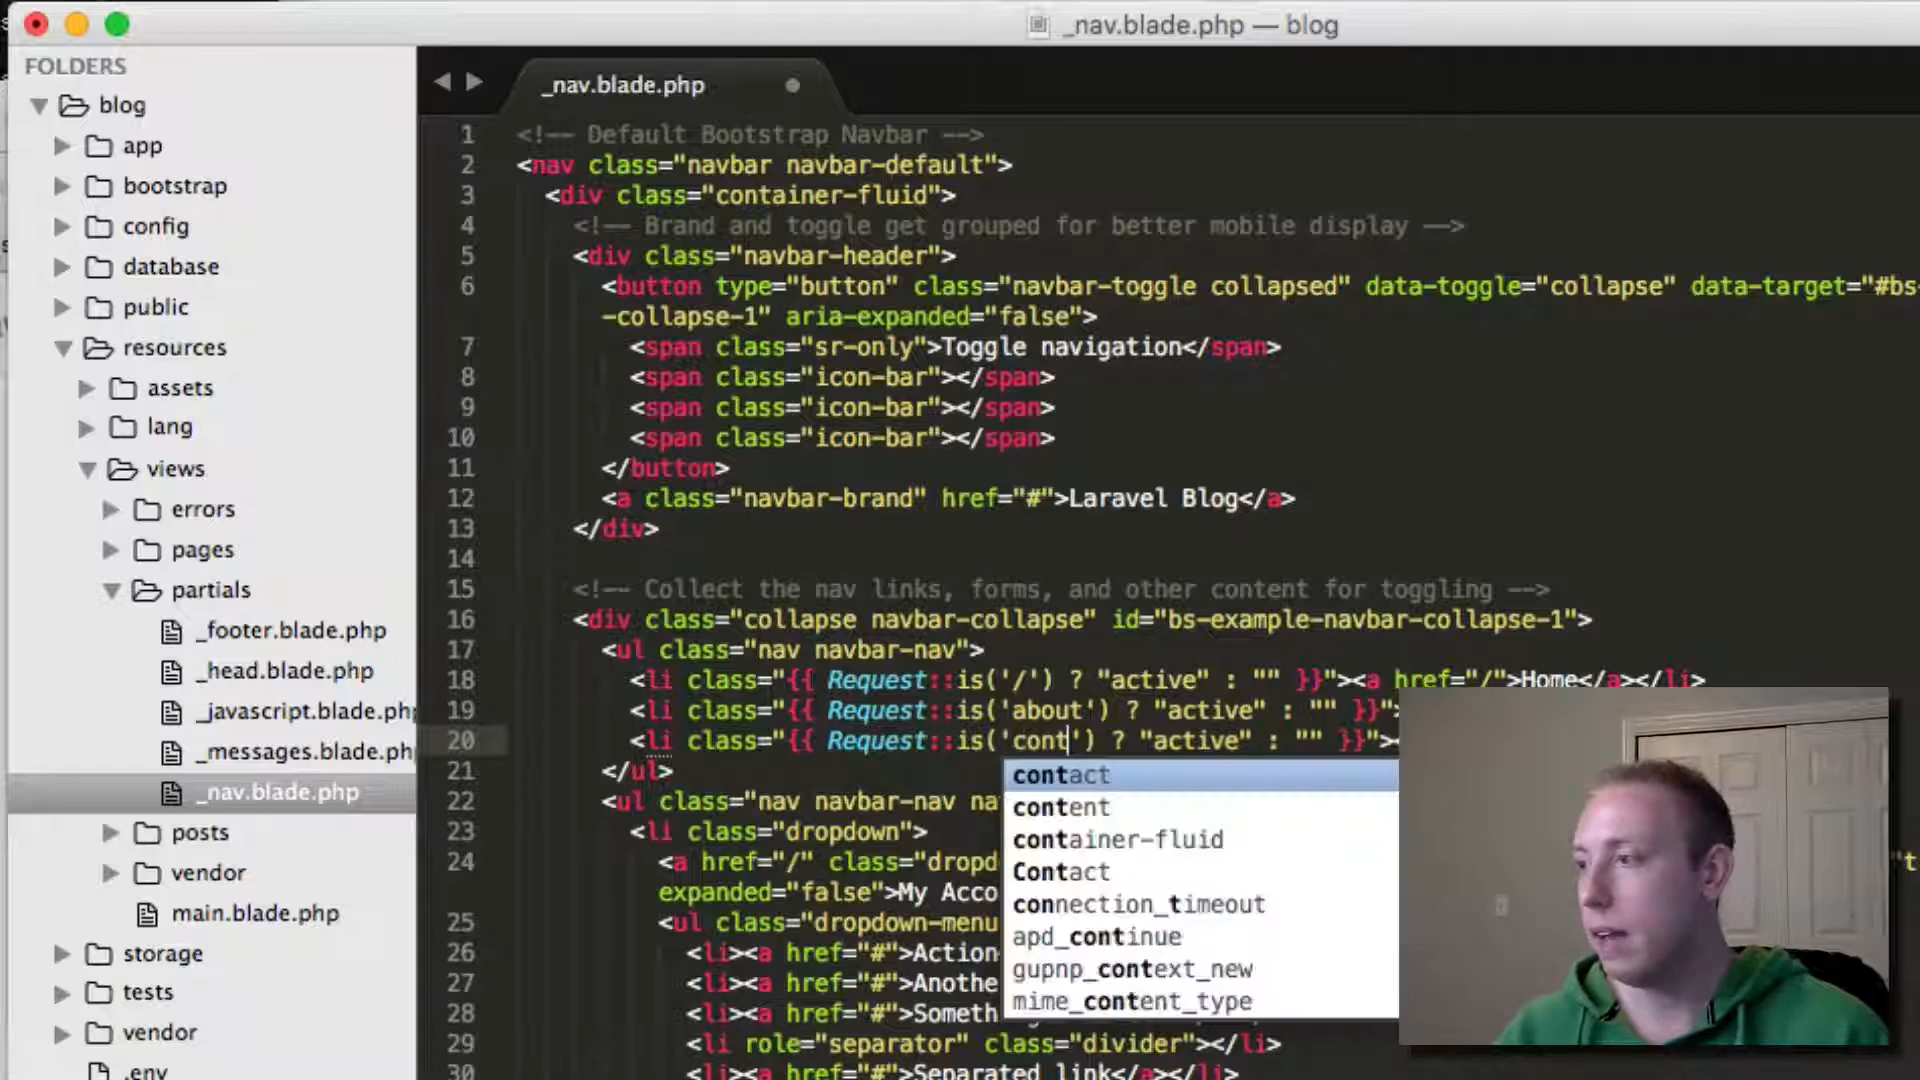 _nav.blade.php — blog
FOLDERS
blog
app
bootstrap
config
database
public
resources
assets
lang
views
errors
pages
partials
_footer.blade.php
_head.blade.php
_javascript.blade.php
_messages.blade.php
_nav.blade.php
posts
vendor
main.blade.php
storage
tests
vendor
.env
_nav.blade.php
1 <!-- Default Bootstrap Navbar -->
2 <nav class="navbar navbar-default">
3 <div class="container-fluid">
4 <!-- Brand and toggle get grouped for better mobile display -->
5 <div class="navbar-header">
6 <button type="button" class="navbar-toggle collapsed" data-toggle="collapse" data-target="#bs-
-collapse-1" aria-expanded="false">
7 <span class="sr-only">Toggle navigation</span>
8 <span class="icon-bar"></span>
9 <span class="icon-bar"></span>
10 <span class="icon-bar"></span>
11 </button>
12 <a class="navbar-brand" href="#">Laravel Blog</a>
13 </div>
14
15 <!-- Collect the nav links, forms, and other content for toggling -->
16 <div class="collapse navbar-collapse" id="bs-example-navbar-collapse-1">
17 <ul class="nav navbar-nav">
18 <li class="{{ Request::is('/') ? "active" : "" }}"><a href="/">Home</a></li>
19 <li class="{{ Request::is('about') ? "active" : "" }}">
20 <li class="{{ Request::is('cont') ? "active" : "" }}">
21 </ul>
22 <ul class="nav navbar-nav na
23 <li class="dropdown">
24 <a href="/" class="dropd
expanded="false">My Acco
25 <ul class="dropdown-menu
26 <li><a href="#">Action
27 <li><a href="#">Anothe
28 <li><a href="#">Someth
29 <li role="separator" class="divider"></li>
30 <li><a href="#">Separated link</a></li>
contact
content
container-fluid
Contact
connection_timeout
apd_continue
gupnp_context_new
mime_content_type
"t